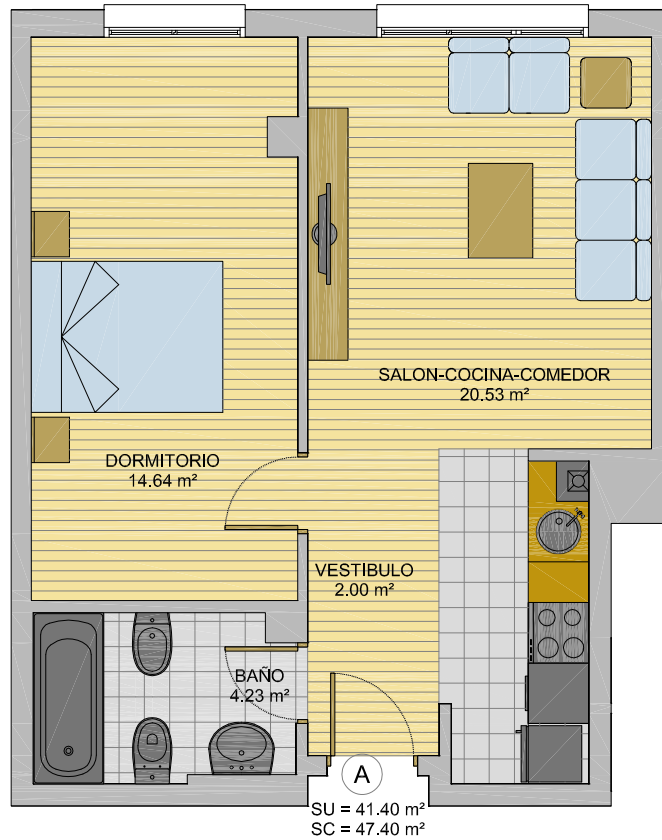 SALON-COCINA-COMEDOR
20.53 m²
DORMITORIO
14.64 m²
VESTIBULO
2.00 m²
BAÑO
4.23 m²
A
SU = 41.40 m²
SC = 47.40 m²